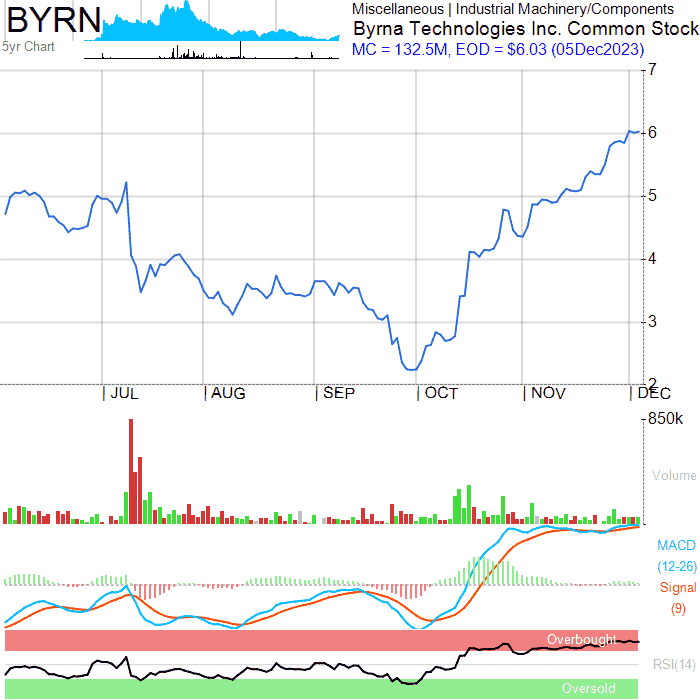 BYRN
5yr Chart
Miscellaneous | Industrial Machinery/Components
Byrna Technologies Inc. Common Stock
MC = 132.5M, EOD = $6.03 (05Dec2023)
7
6
5
4
3
2
JUL AUG SEP OCT NOV DEC
850k
Volume
MACD
(12-26)
Signal
(9)
Overbought
RSI(14)
Oversold